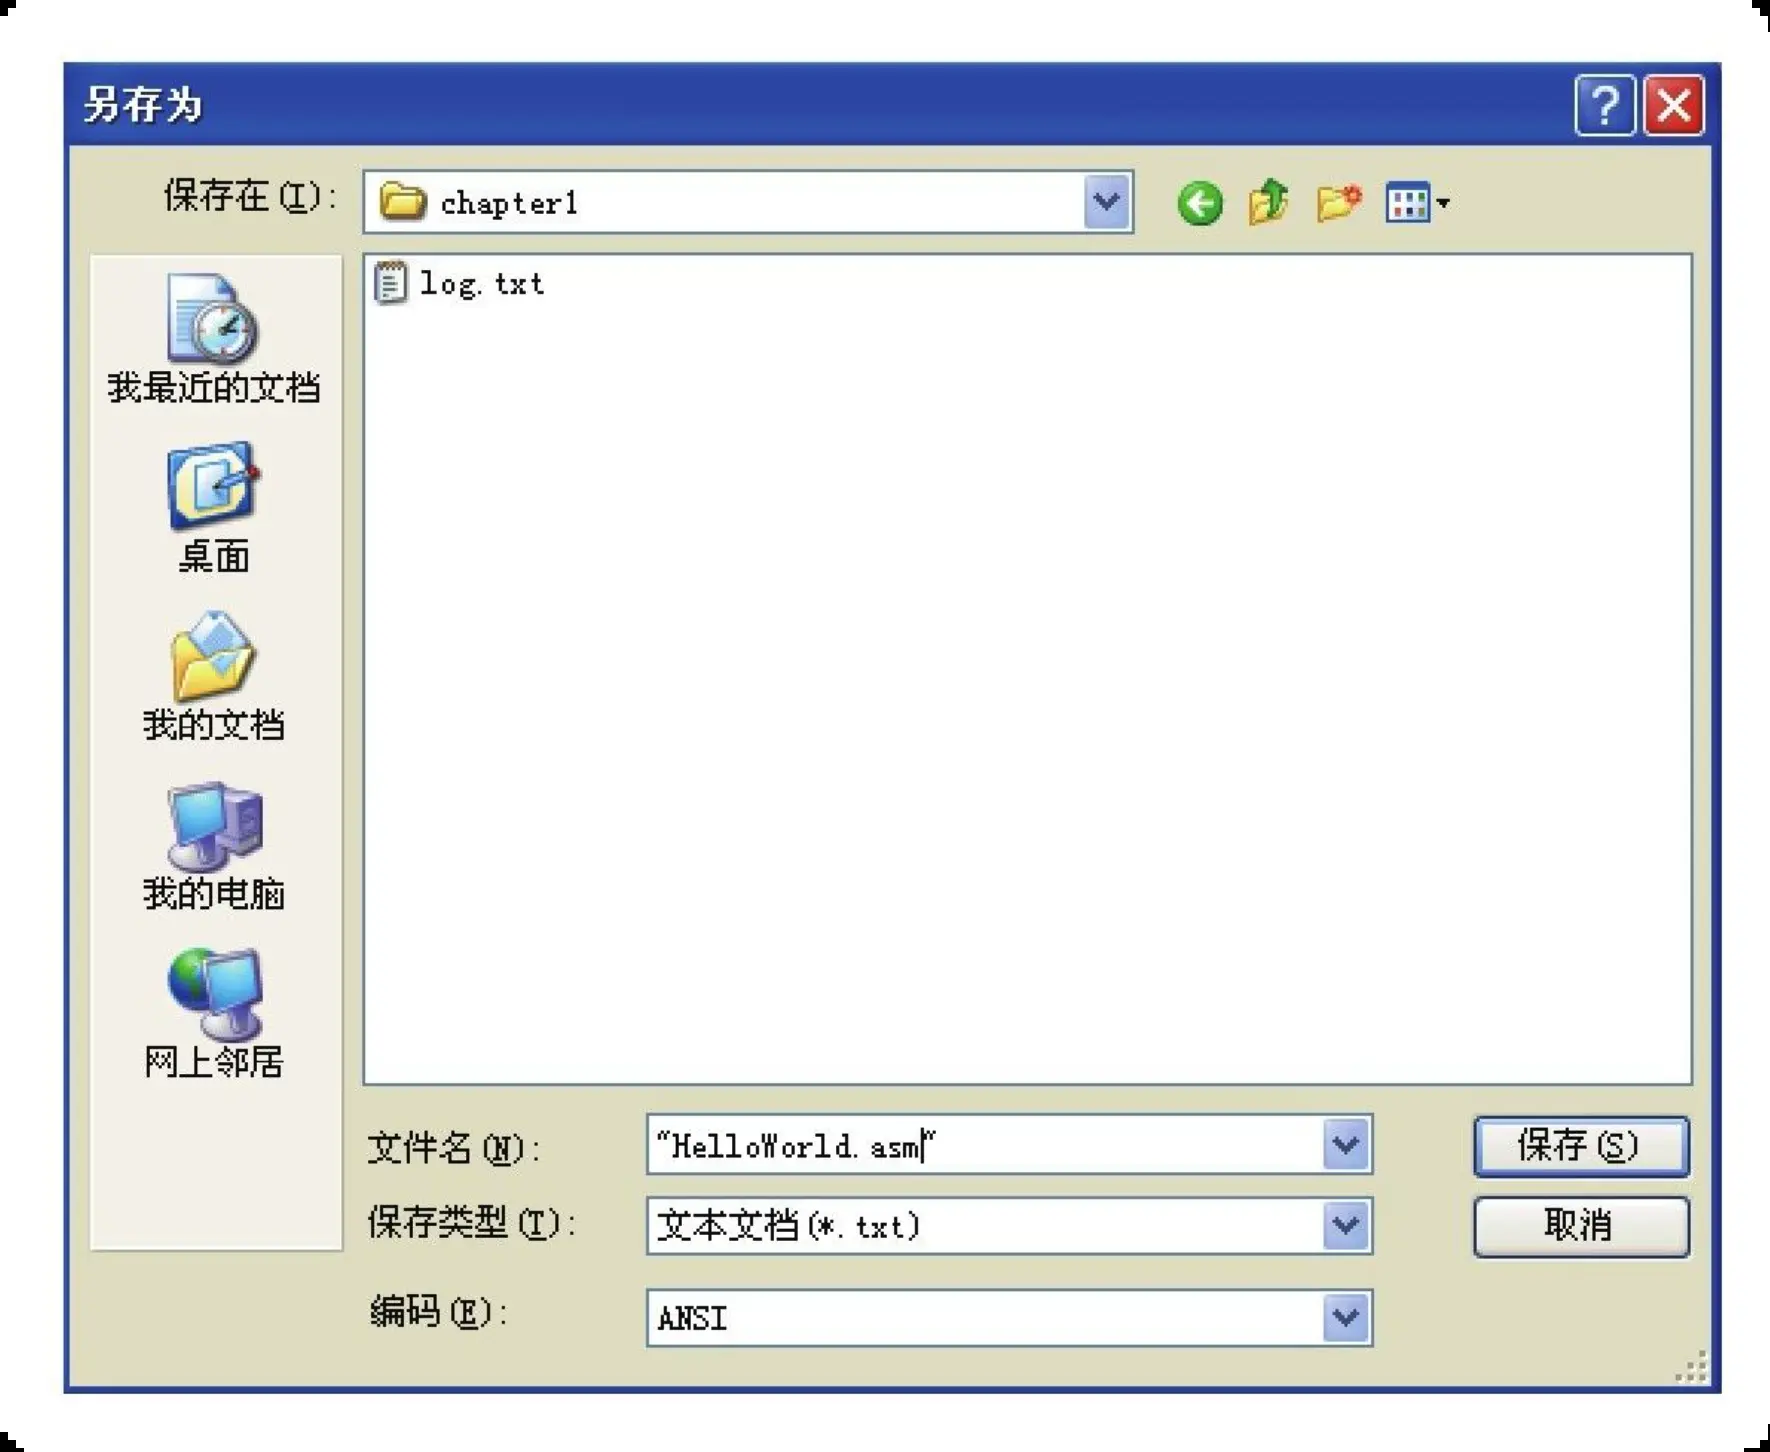 另存为
保存在(I): chapter1
log.txt
我最近的文档
桌面
我的文档
我的电脑
网上邻居
文件名(N): "HelloWorld.asm" 保存(S)
保存类型(T): 文本文档(*.txt) 取消
编码(E): ANSI